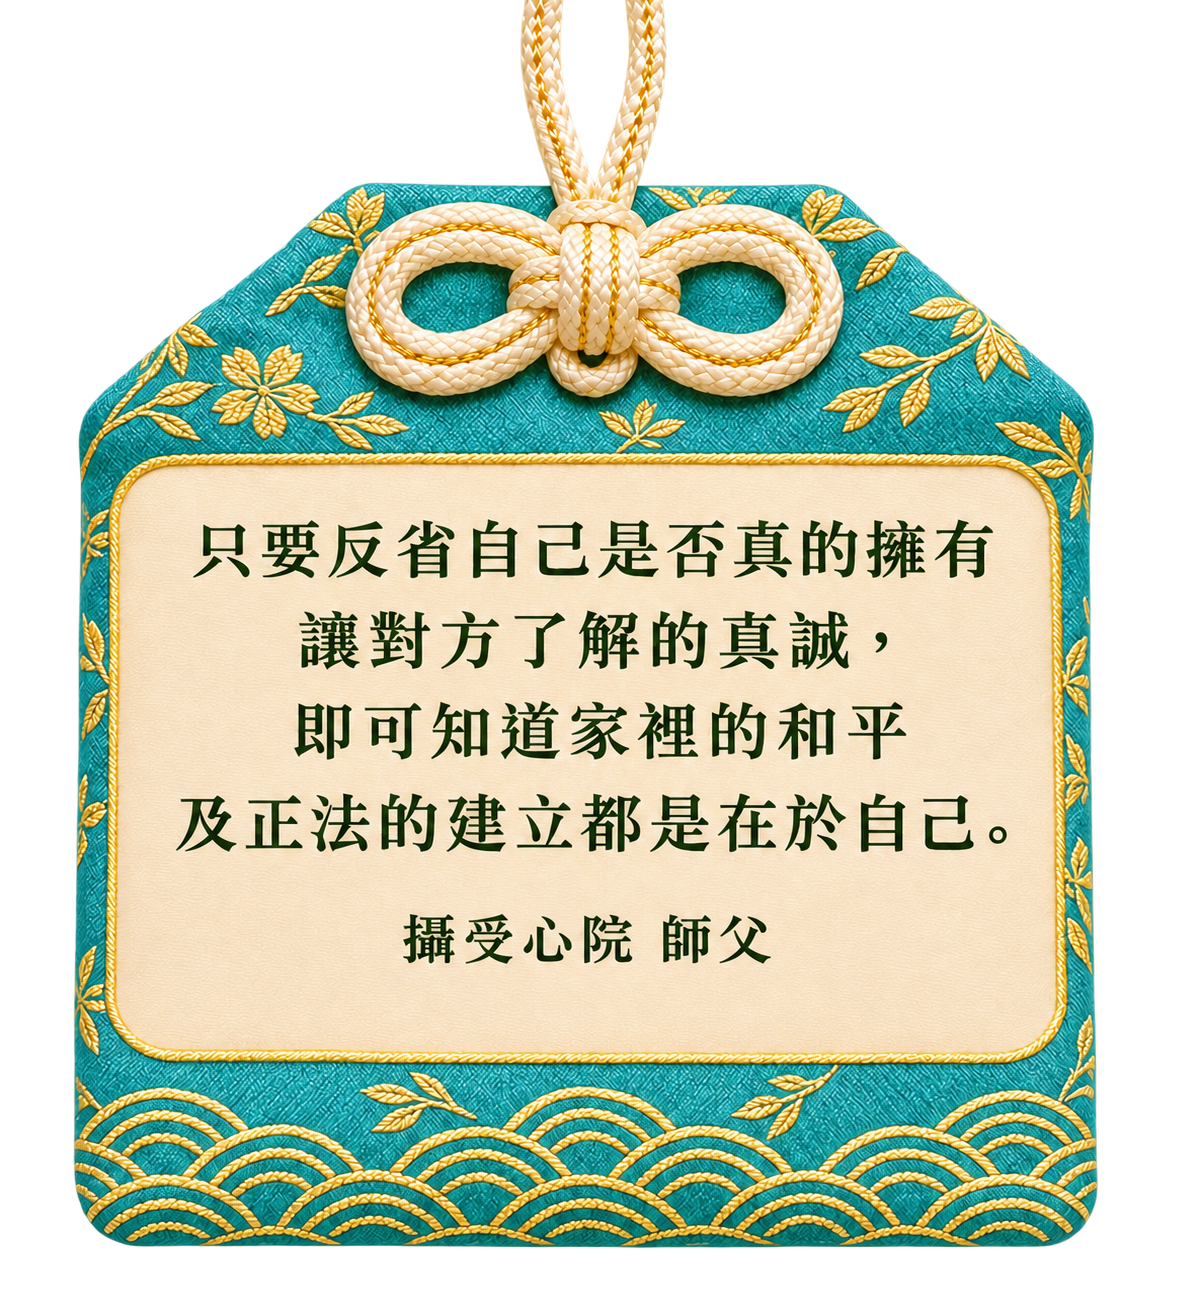 只要反省自己是否真的擁有
讓對方了解的真誠，
即可知道家裡的和平
及正法的建立都是在於自己。
攝受心院 師父